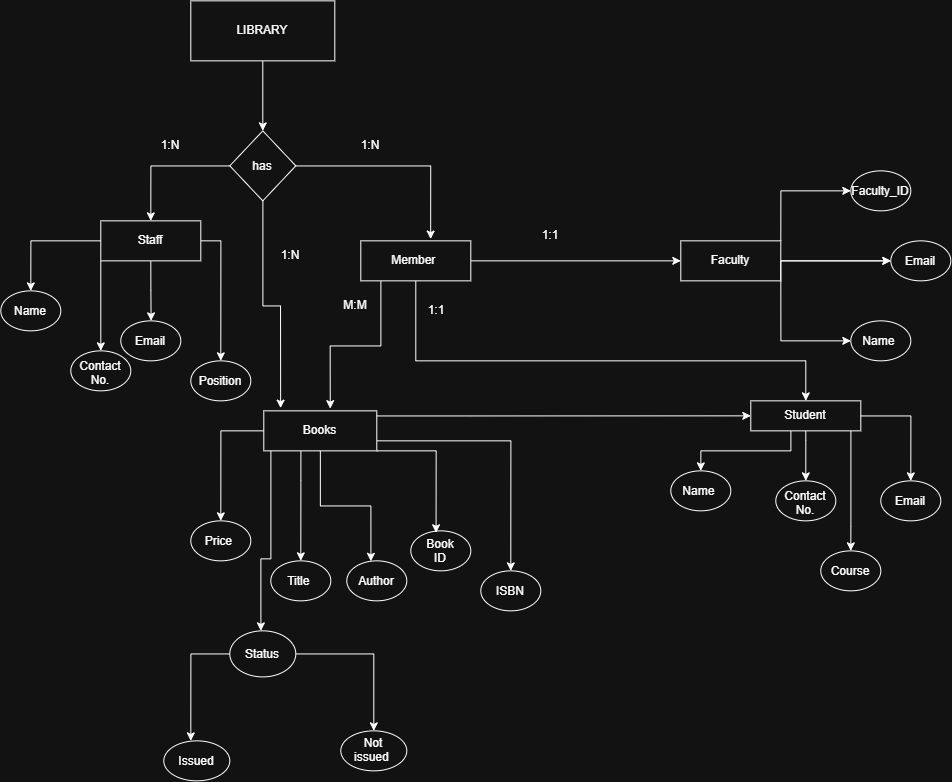 LIBRARY
1:N
1:N
has
Faculty_ID
Staff
1:1
1:N
Member
Faculty
Email
Name
M:M
1:1
Email
Name
Contact
No.
Position
Books
Student
Name
Contact
No.
Email
Price
Book
ID
Title
Author
ISBN
Course
Status
Issued
Not
issued